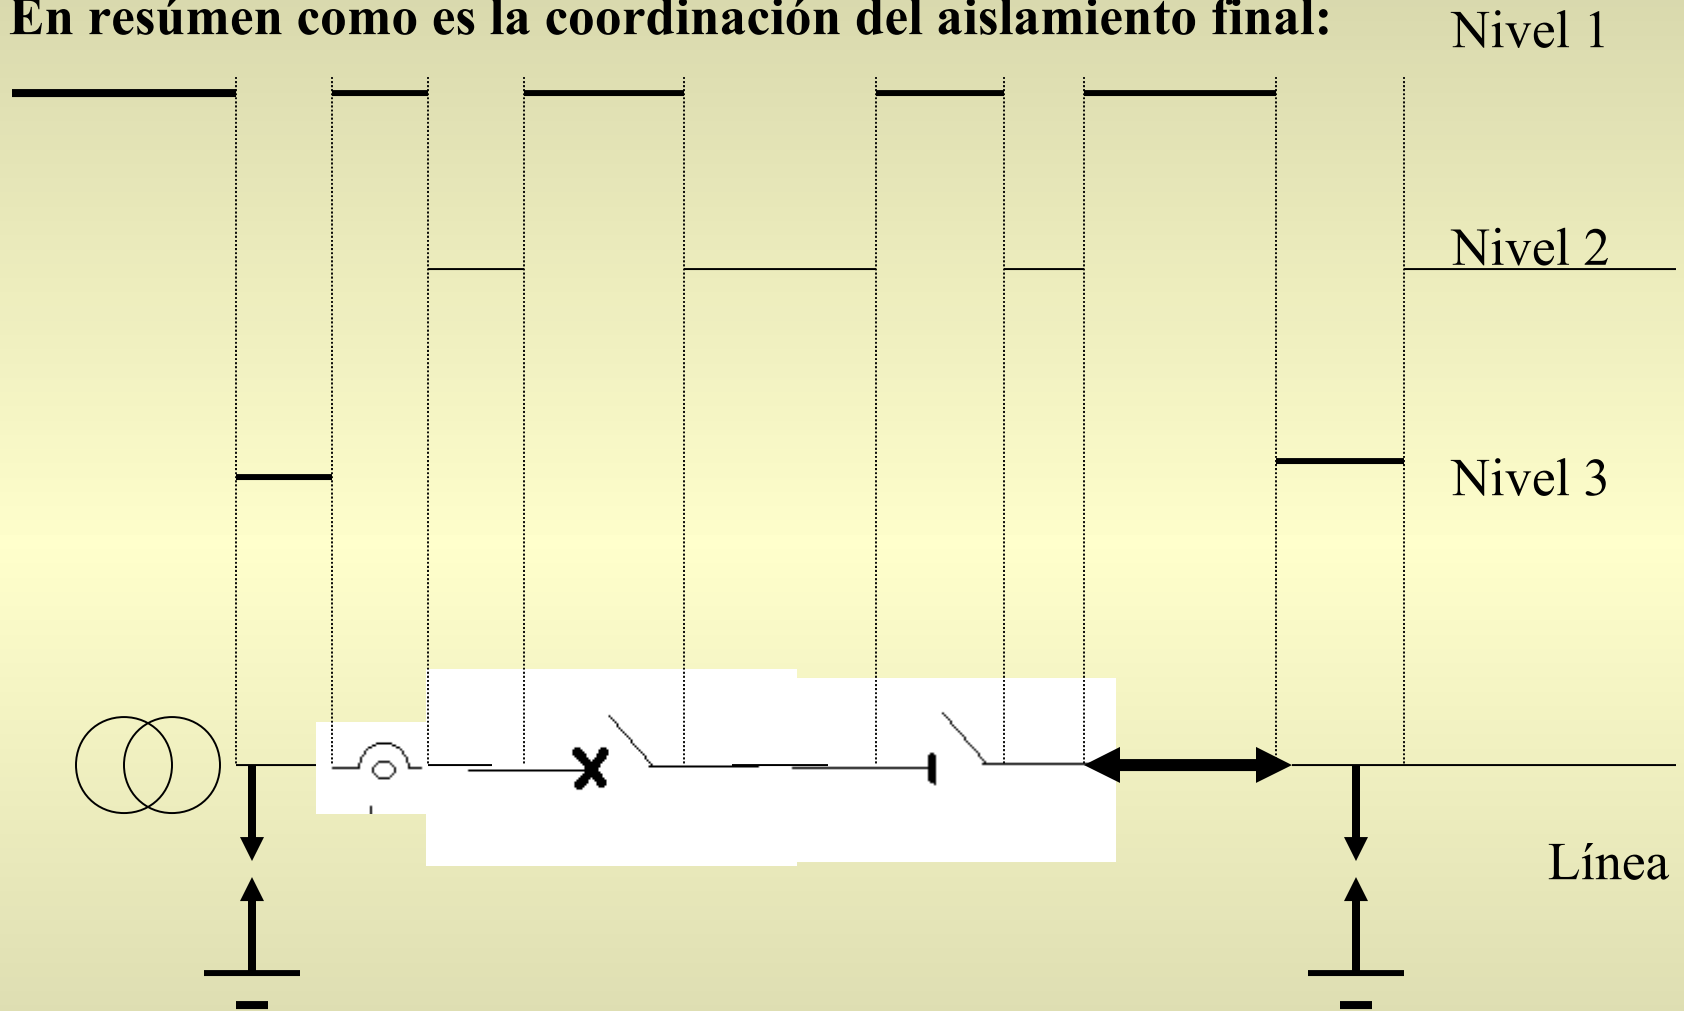 En resúmen como es la coordinación del aislamiento final:
Nivel 1
Nivel 2
Nivel 3
Línea